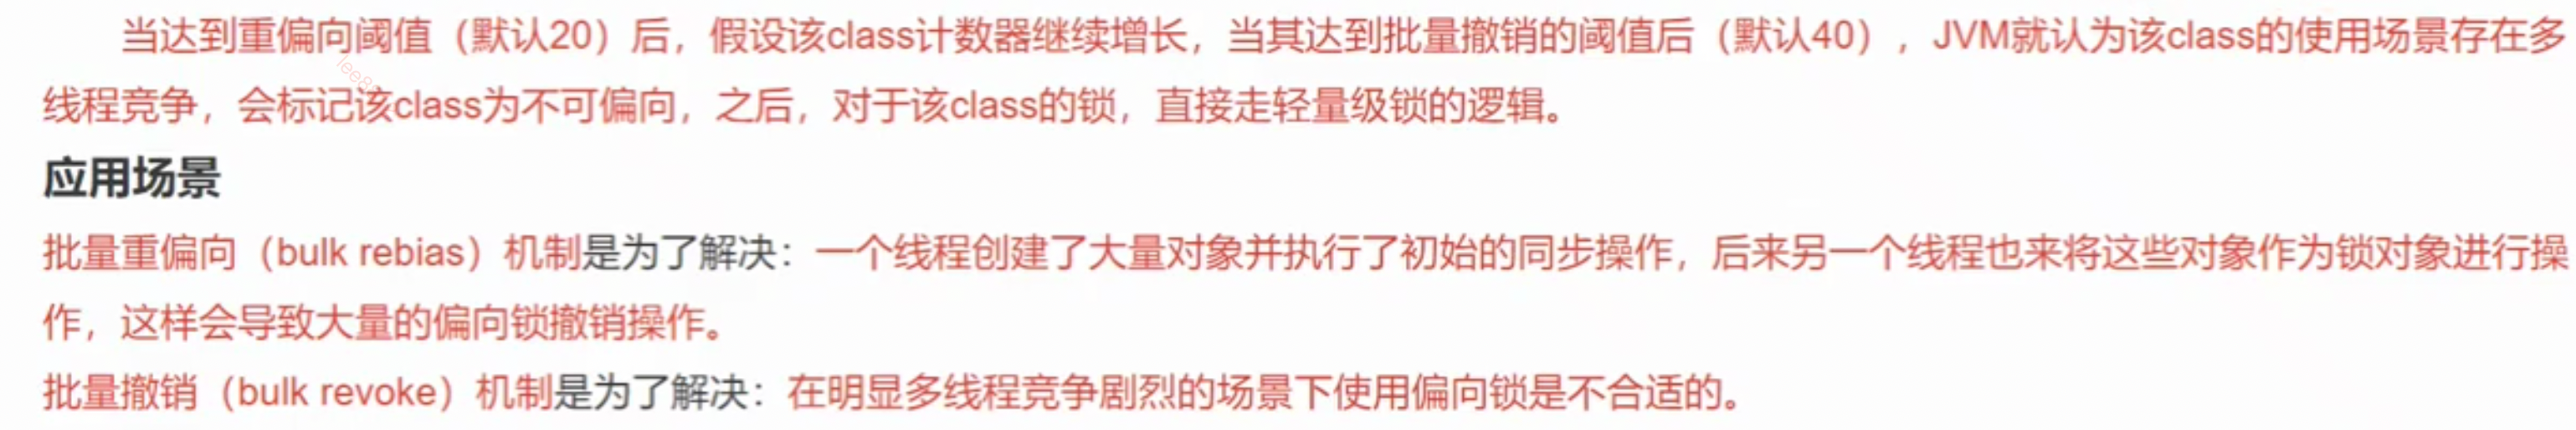 当达到重偏向阈值（默认20）后，假设该class计数器继续增长，当其达到批量撤销的阈值后（默认40），JVM就认为该class的使用场景存在多
线程竞争，会标记该class为不可偏向，之后，对于该class的锁，直接走轻量级锁的逻辑。
应用场景
批量重偏向（bulk rebias）机制是为了解决：一个线程创建了大量对象并执行了初始的同步操作，后来另一个线程也来将这些对象作为锁对象进行操
作，这样会导致大量的偏向锁撤销操作。
批量撤销（bulk revoke）机制是为了解决：在明显多线程竞争剧烈的场景下使用偏向锁是不合适的。